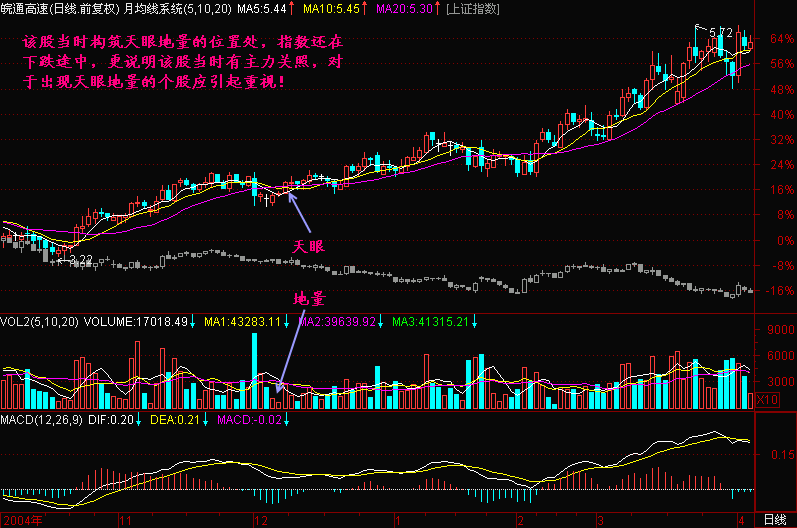 皖通高速(日线.前复权) 月均线系统(5,10,20) MA5:5.44↑ MA10:5.45↑ MA20:5.30↑ [上证指数]
该股当时构筑天眼地量的位置处，指数还在
下跌途中，更说明该股当时有主力关照，对
于出现天眼地量的个股应引起重视！
5.72
64%
56%
48%
40%
32%
24%
16%
8%
0%
-8%
-16%
天眼
3.22
地量
VOL2(5,10,20) VOLUME:17018.49↓ MA1:43283.11↓ MA2:39639.92↓ MA3:41315.21↓
9000
6000
3000
X10
MACD(12,26,9) DIF:0.20↓ DEA:0.21↓ MACD:-0.02↓
0.15
2004年 11 12 1 2 3 4 日线